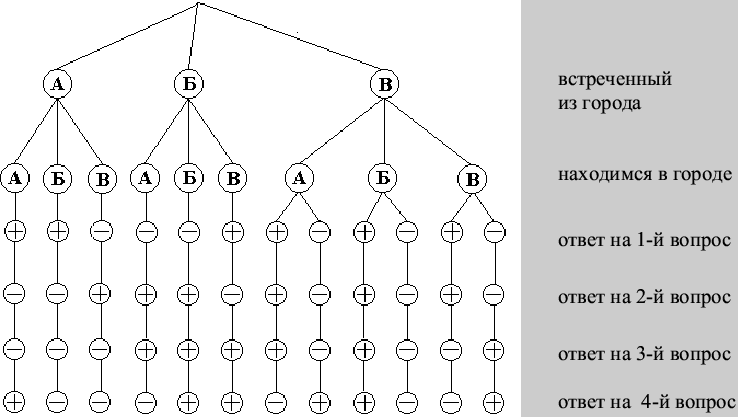 А Б В
встреченный
из города
А Б В А Б В А Б В
находимся в городе
+ + − − − + + − + − + −
ответ на 1-й вопрос
− − + + + − + − + − + −
ответ на 2-й вопрос
− − − + + + + + + − − +
ответ на 3-й вопрос
+ − − − + − − + + − − +
ответ на 4-й вопрос